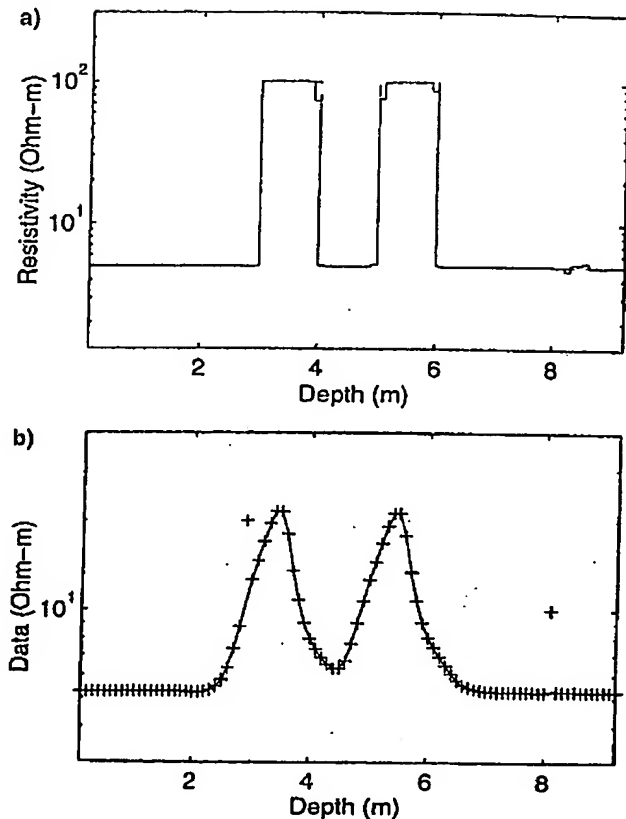 a)
Resistivity (Ohm-m)
10²
10¹
2 4 6 8
Depth (m)
b)
Data (Ohm-m)
10¹
2 4 6 8
Depth (m)